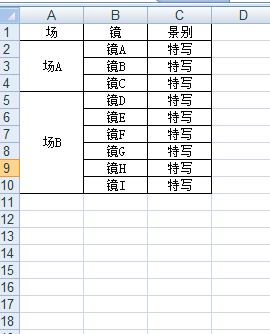 A B C D
1 场 镜 景别
2 场A 镜A 特写
3 镜B 特写
4 镜C 特写
5 场B 镜D 特写
6 镜E 特写
7 镜F 特写
8 镜G 特写
9 镜H 特写
10 镜I 特写
11
12
13
14
15
16
17
18